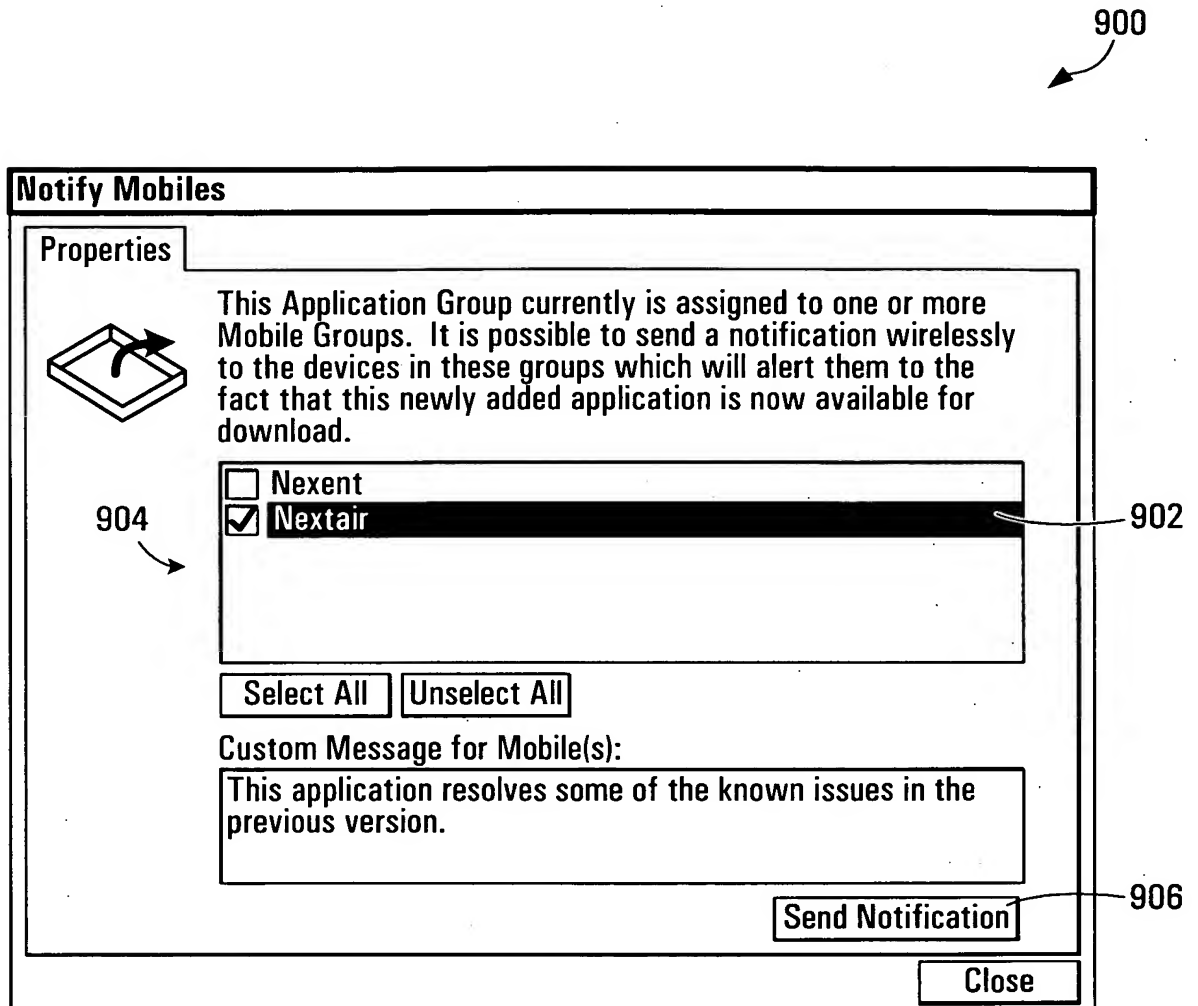 900
Notify Mobiles
Properties
This Application Group currently is assigned to one or more
Mobile Groups. It is possible to send a notification wirelessly
to the devices in these groups which will alert them to the
fact that this newly added application is now available for
download.
Nexent
904
Nextair
902
Select All
Unselect All
Custom Message for Mobile(s):
This application resolves some of the known issues in the
previous version.
906
Send Notification
Close